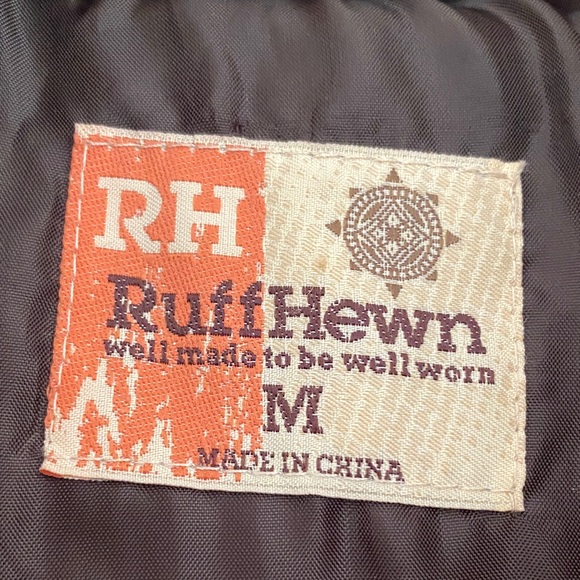 RH
RuffHewn
well made to be well worn
M
MADE IN CHINA